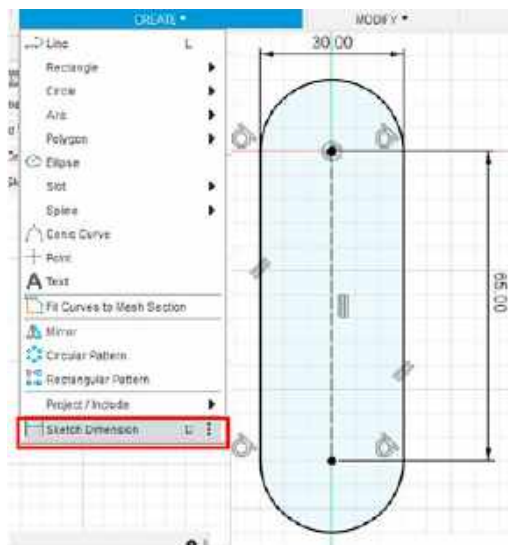 CREATE
MODIFY
Line L
Rectangle
Circle
Arc
Polygon
Ellipse
Slot
Spline
Conic Curve
Point
Text
Fit Curves to Mesh Section
Mirror
Circular Pattern
Rectangular Pattern
Project / Include
Sketch Dimension
30.00
65.00